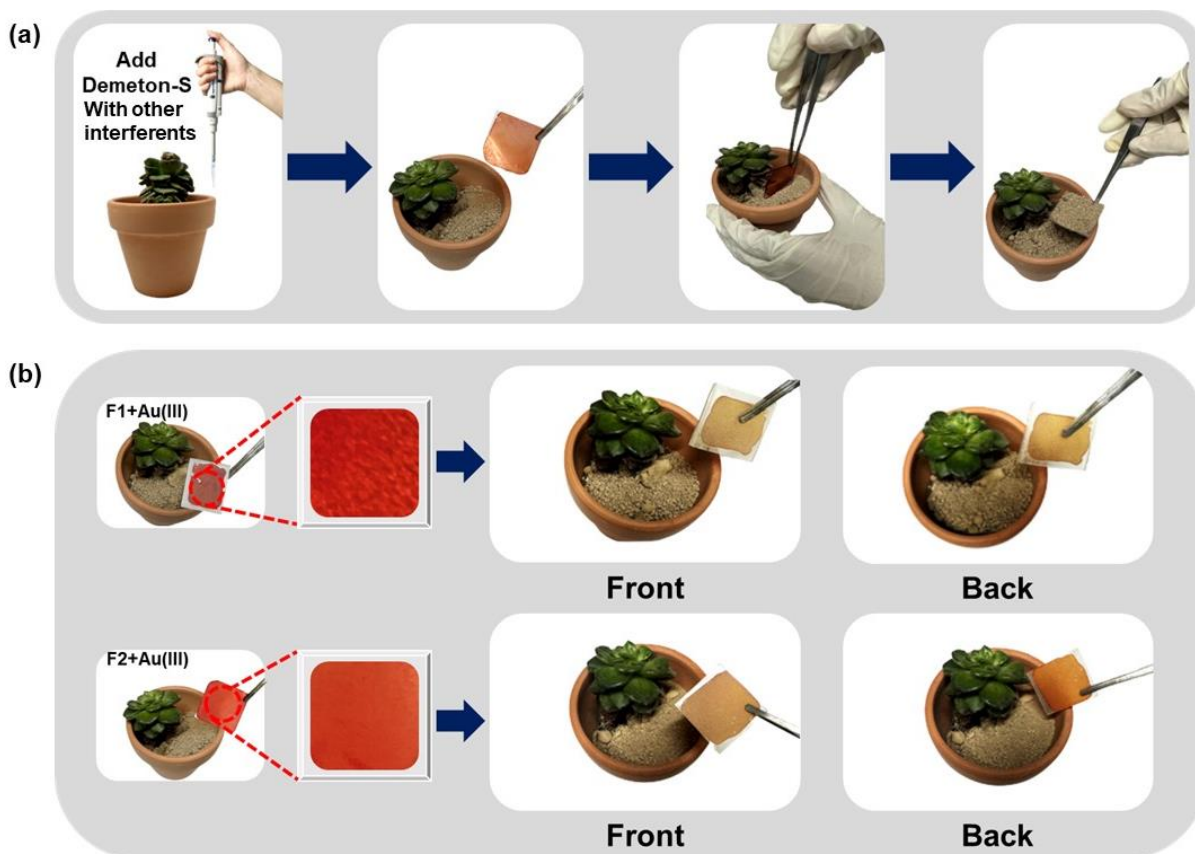 (a)
Add
Demeton-S
With other
interferents
(b)
F1+Au(III)
Front
Back
F2+Au(III)
Front
Back